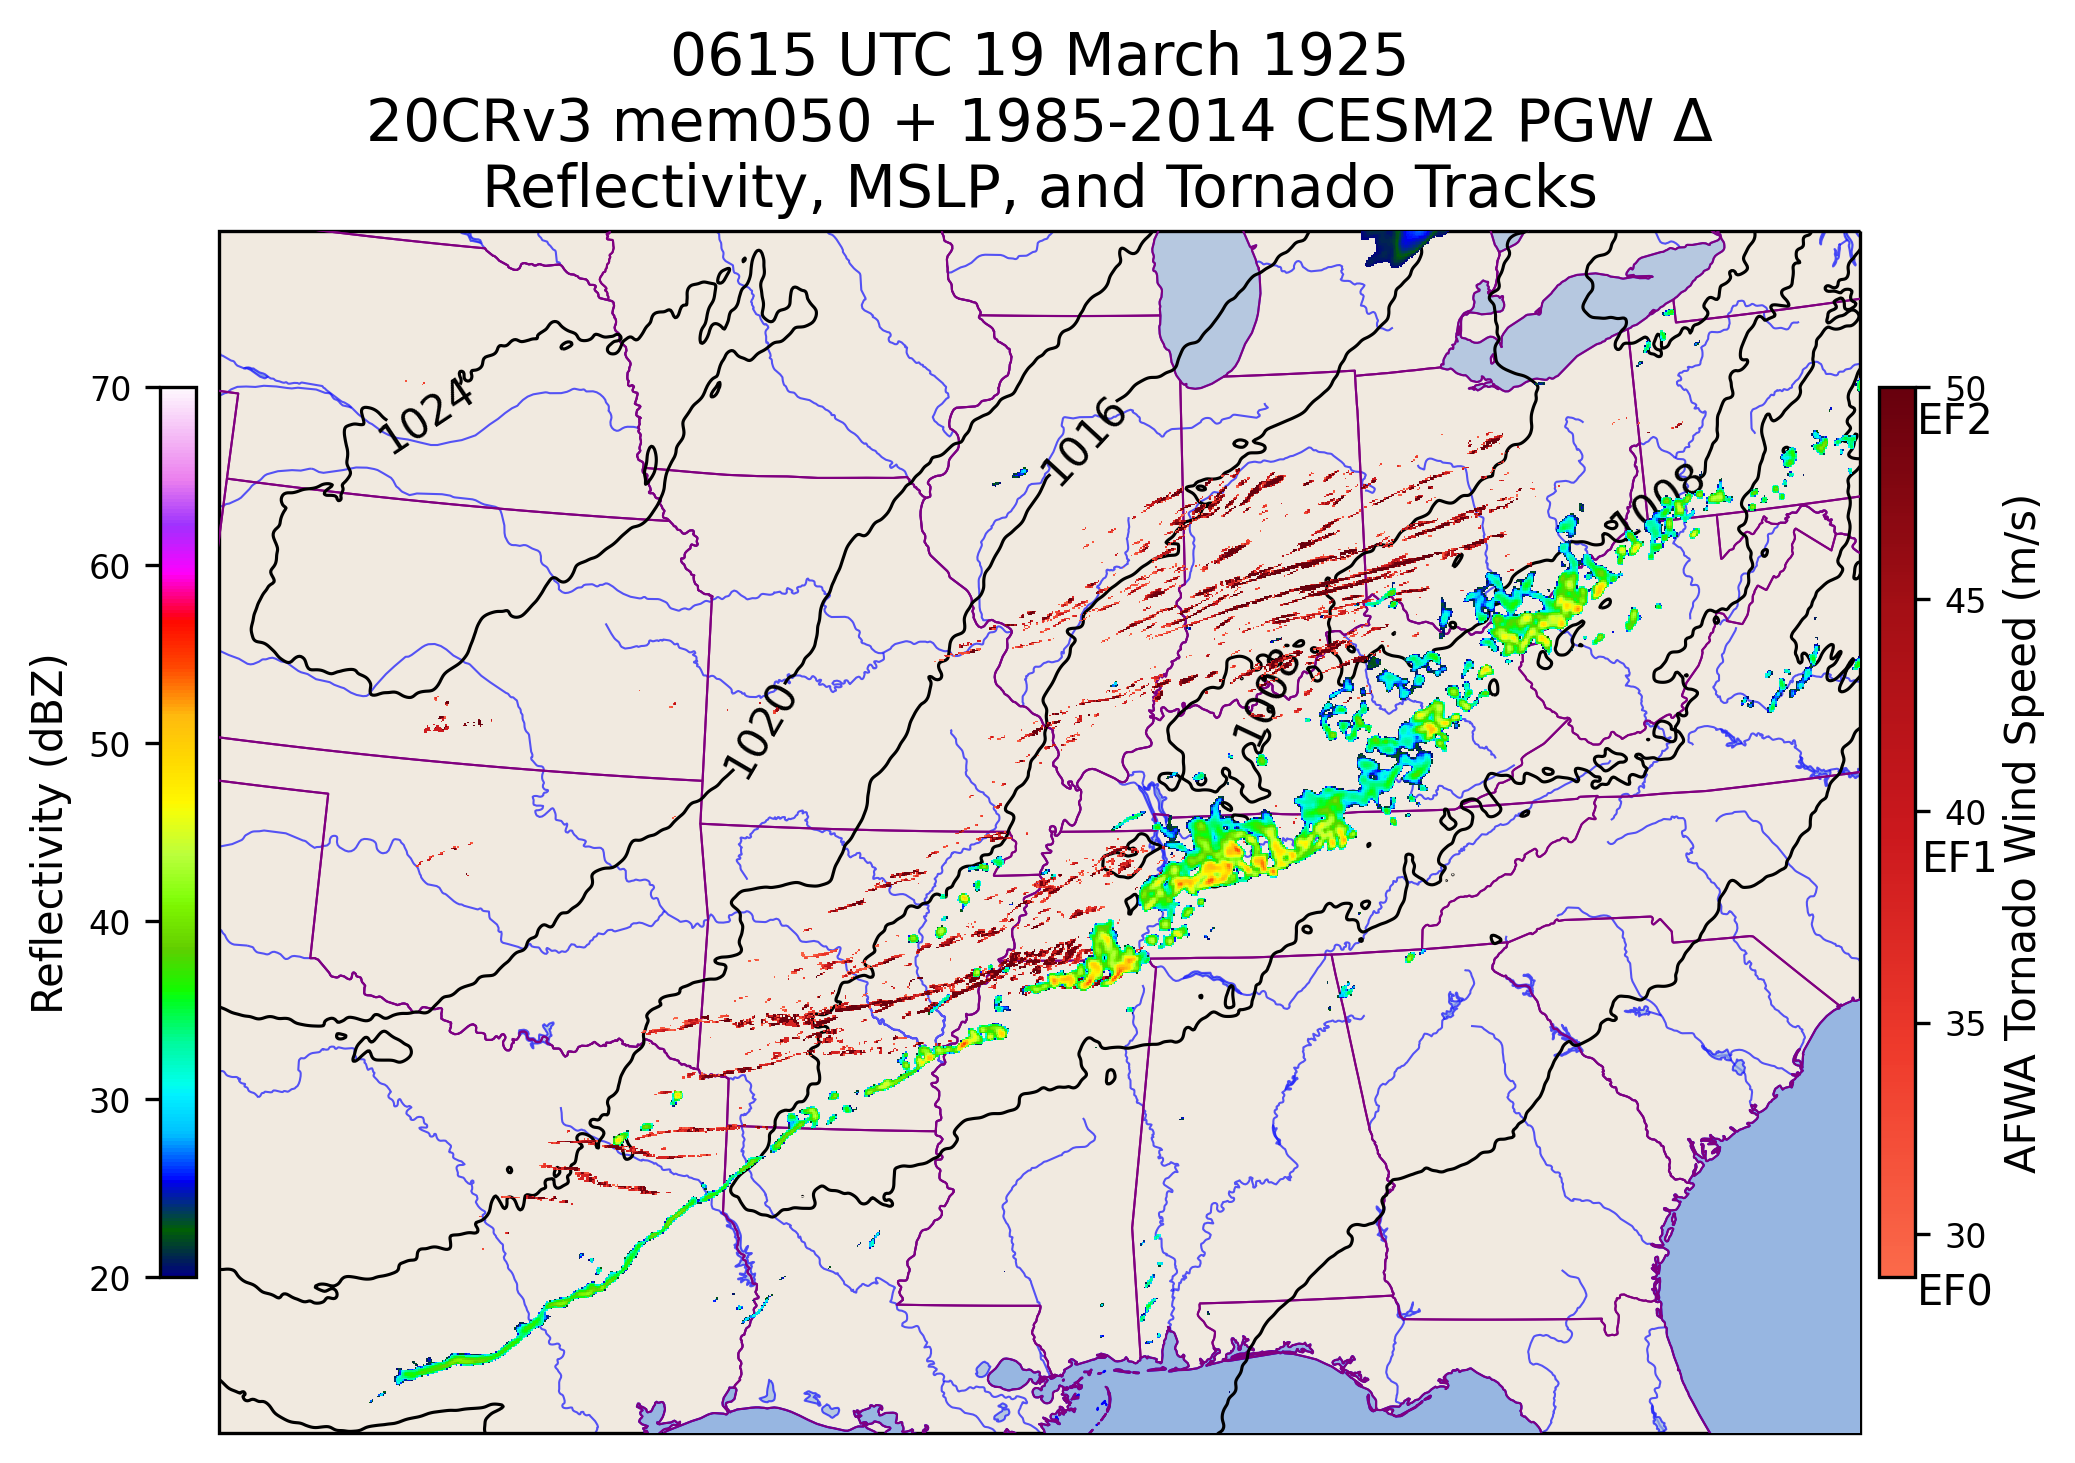 0615 UTC 19 March 1925
20CRv3 mem050 + 1985-2014 CESM2 PGW Δ
Reflectivity, MSLP, and Tornado Tracks
70
60
50
40
30
20
Reflectivity (dBZ)
1024
1016
1008
1008
1020
50
EF2
45
40
EF1
35
30
EF0
AFWA Tornado Wind Speed (m/s)